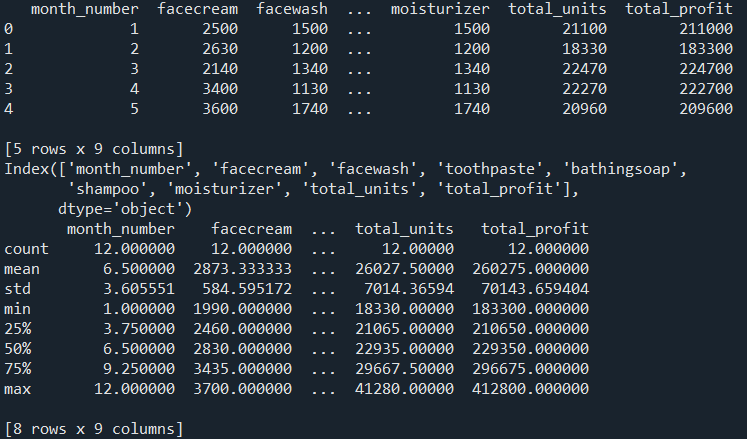 month_number  facecream  facewash  ...  moisturizer  total_units  total_profit
0             1       2500      1500  ...         1500        21100        211000
1             2       2630      1200  ...         1200        18330        183300
2             3       2140      1340  ...         1340        22470        224700
3             4       3400      1130  ...         1130        22270        222700
4             5       3600      1740  ...         1740        20960        209600
[5 rows x 9 columns]
Index(['month_number', 'facecream', 'facewash', 'toothpaste', 'bathingsoap',
       'shampoo', 'moisturizer', 'total_units', 'total_profit'],
      dtype='object')
       month_number    facecream  ...  total_units   total_profit
count     12.000000    12.000000  ...     12.00000      12.000000
mean       6.500000  2873.333333  ...  26027.50000  260275.000000
std        3.605551   584.595172  ...   7014.36594   70143.659404
min        1.000000  1990.000000  ...  18330.00000  183300.000000
25%        3.750000  2460.000000  ...  21065.00000  210650.000000
50%        6.500000  2830.000000  ...  22935.00000  229350.000000
75%        9.250000  3435.000000  ...  29667.50000  296675.000000
max       12.000000  3700.000000  ...  41280.00000  412800.000000
[8 rows x 9 columns]